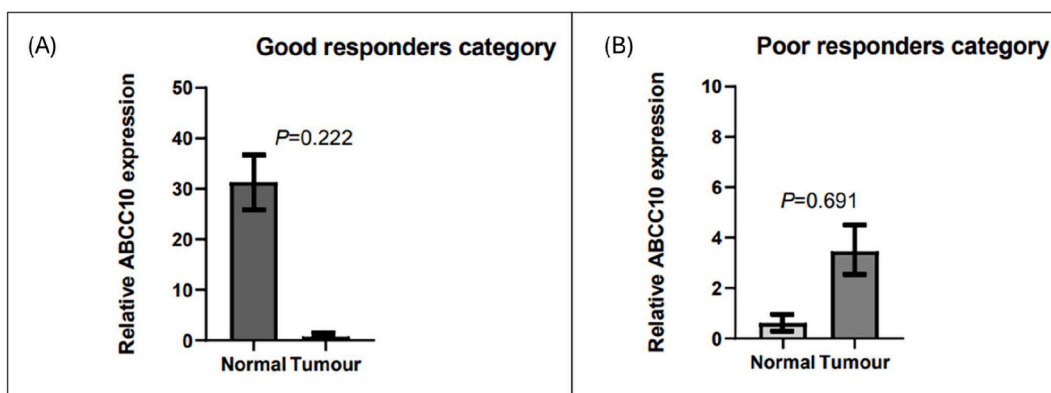 (A)
Good responders category
Relative ABCC10 expression
50
40
30
20
10
0
P=0.222
Normal Tumour
(B)
Poor responders category
Relative ABCC10 expression
10
8
6
4
2
0
P=0.691
Normal Tumour